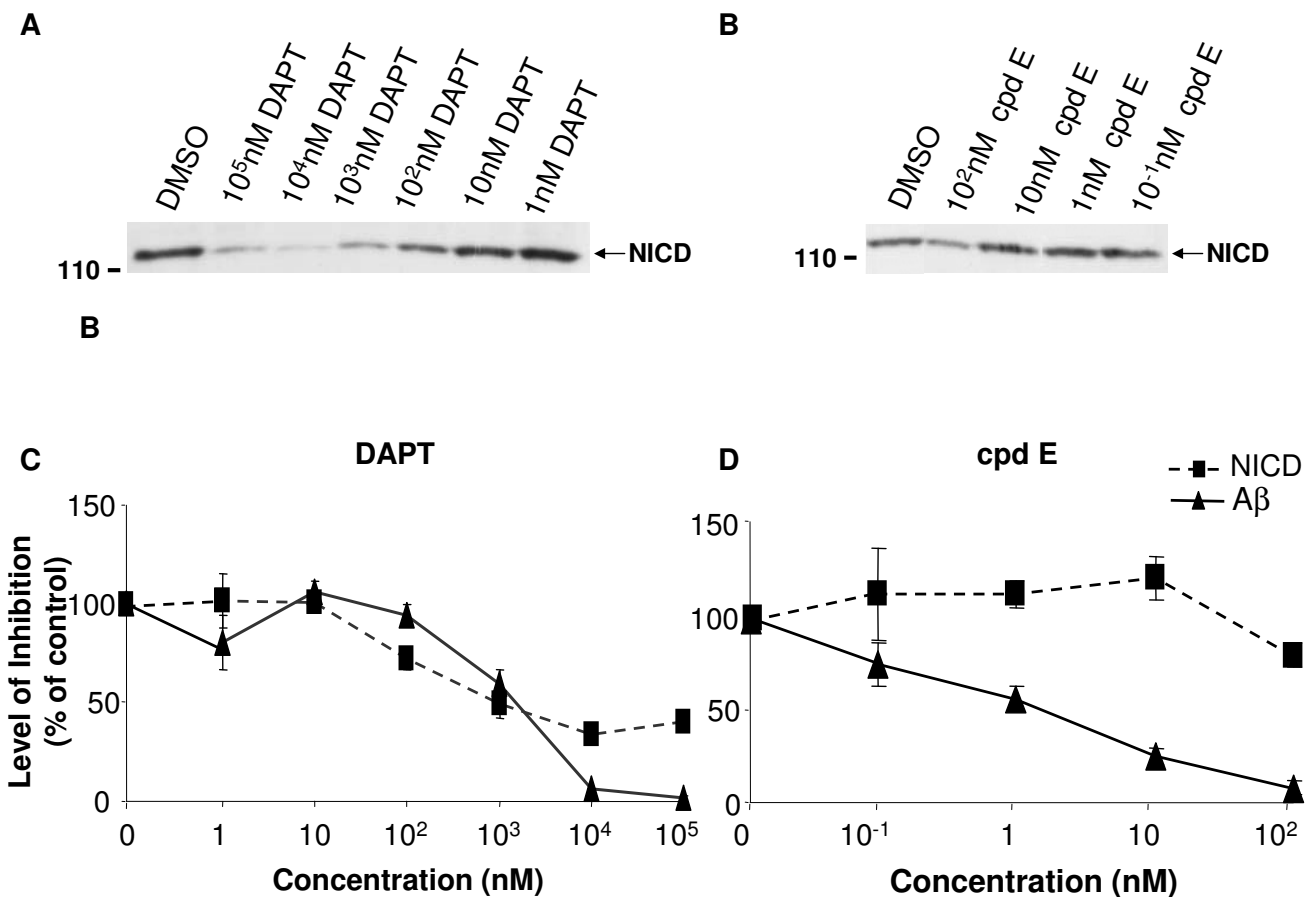 A
B
DMSO
10⁵nM DAPT
10⁴nM DAPT
10³nM DAPT
10²nM DAPT
10nM DAPT
1nM DAPT
DMSO
10²nM cpd E
10nM cpd E
1nM cpd E
10⁻¹nM cpd E
110
←NICD
110
←NICD
B
C
DAPT
D
cpd E
NICD
Aβ
Level of Inhibition
(% of control)
150
100
50
0
0 1 10 10² 10³ 10⁴ 10⁵
Concentration (nM)
150
100
50
0
0 10⁻¹ 1 10 10²
Concentration (nM)